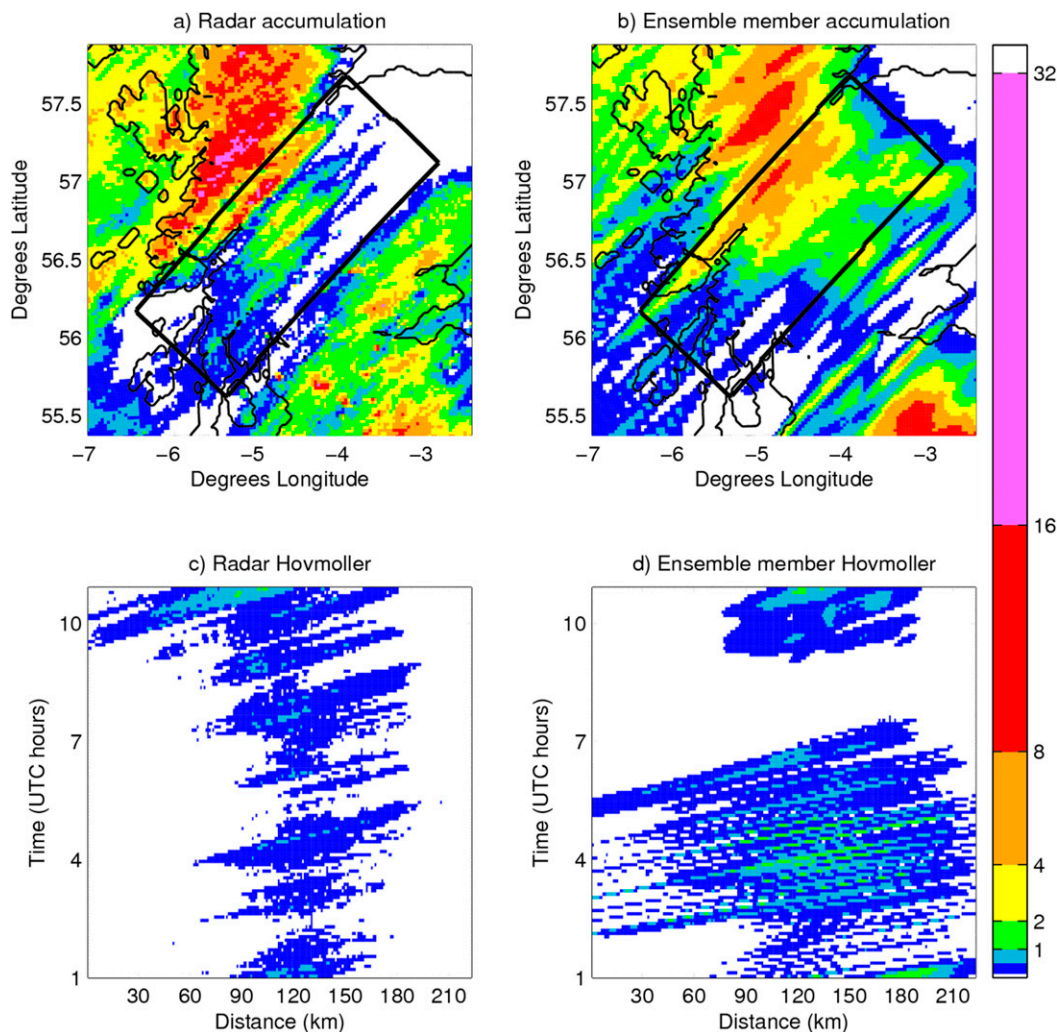 a) Radar accumulation
b) Ensemble member accumulation
57.5
57
56.5
56
55.5
Degrees Latitude
−7 −6 −5 −4 −3
Degrees Longitude
57.5
57
56.5
56
55.5
Degrees Latitude
−7 −6 −5 −4 −3
Degrees Longitude
32
16
8
4
2
1
c) Radar Hovmoller
d) Ensemble member Hovmoller
10
7
4
1
Time (UTC hours)
30 60 90 120 150 180 210
Distance (km)
10
7
4
1
Time (UTC hours)
30 60 90 120 150 180 210
Distance (km)